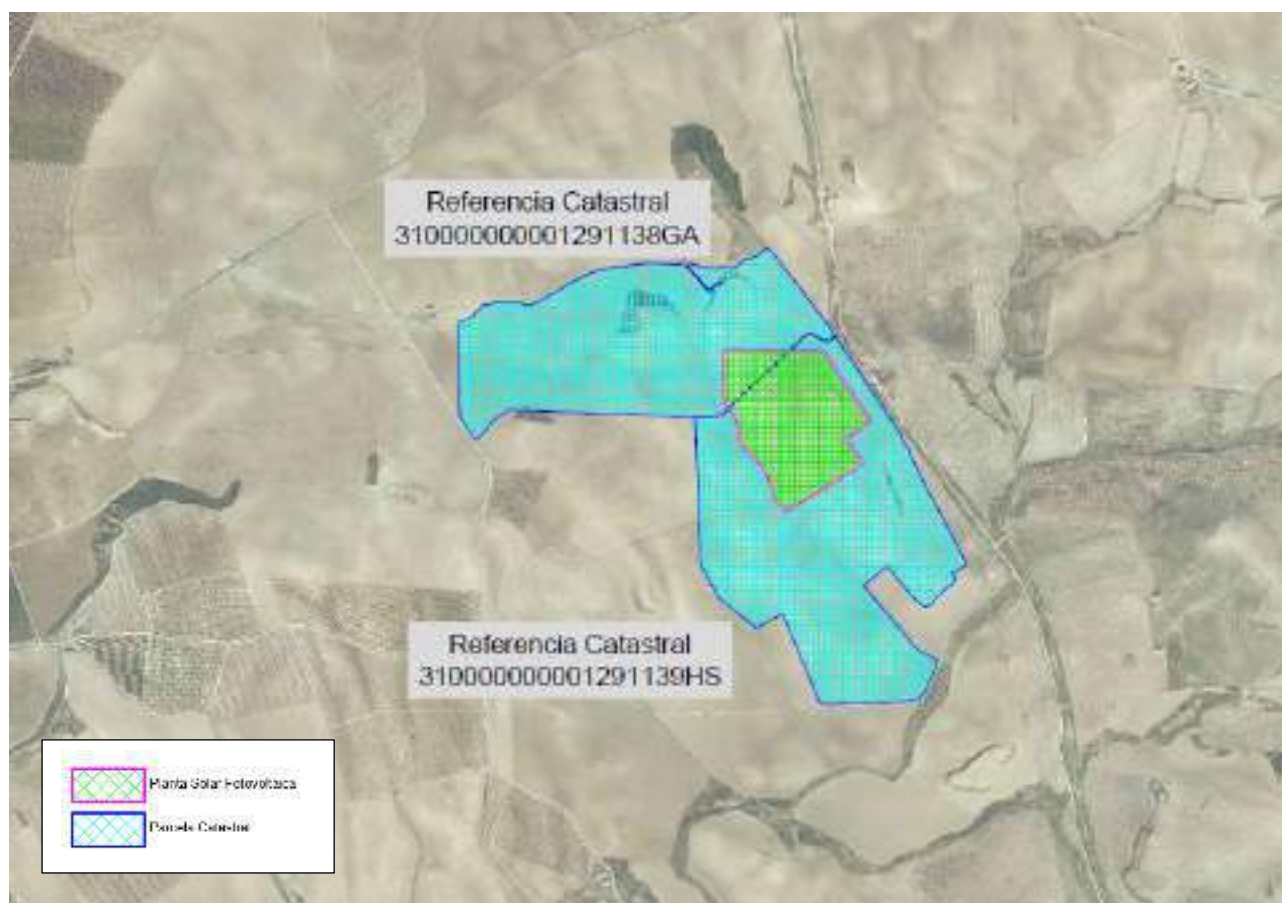 Referencia Catastral
310000000001291138GA
Referencia Catastral
310000000001291139HS
Planta Solar Fotovoltaica
Parcela Catastral